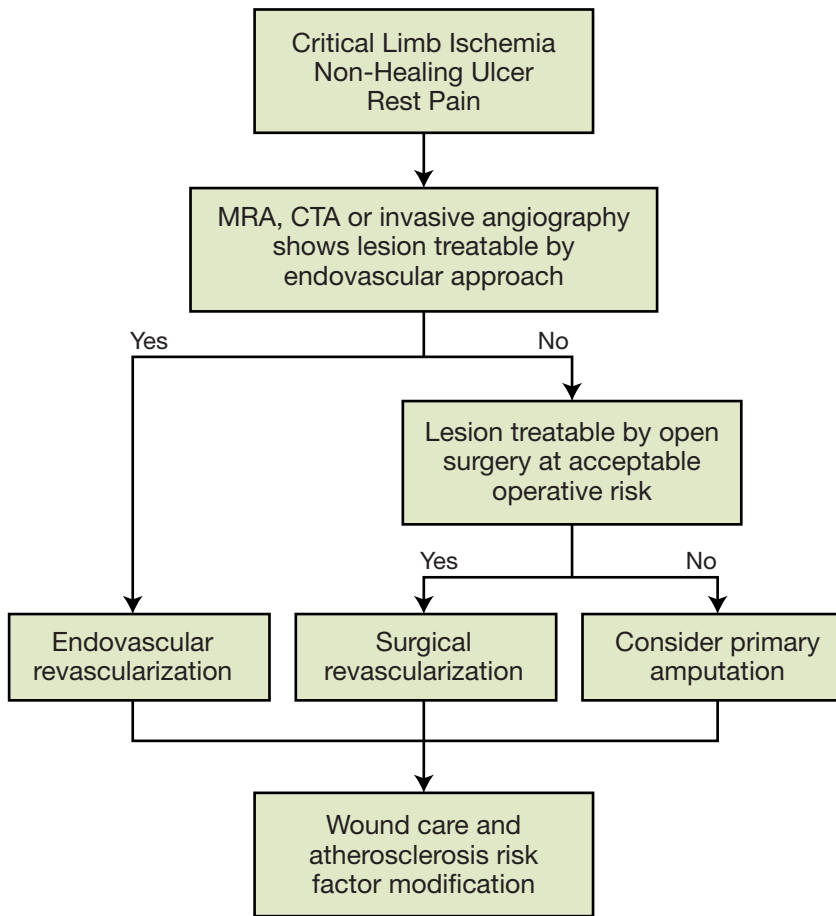 Critical Limb Ischemia
Non-Healing Ulcer
Rest Pain
MRA, CTA or invasive angiography
shows lesion treatable by
endovascular approach
Yes
No
Lesion treatable by open
surgery at acceptable
operative risk
Yes
No
Endovascular
revascularization
Surgical
revascularization
Consider primary
amputation
Wound care and
atherosclerosis risk
factor modification